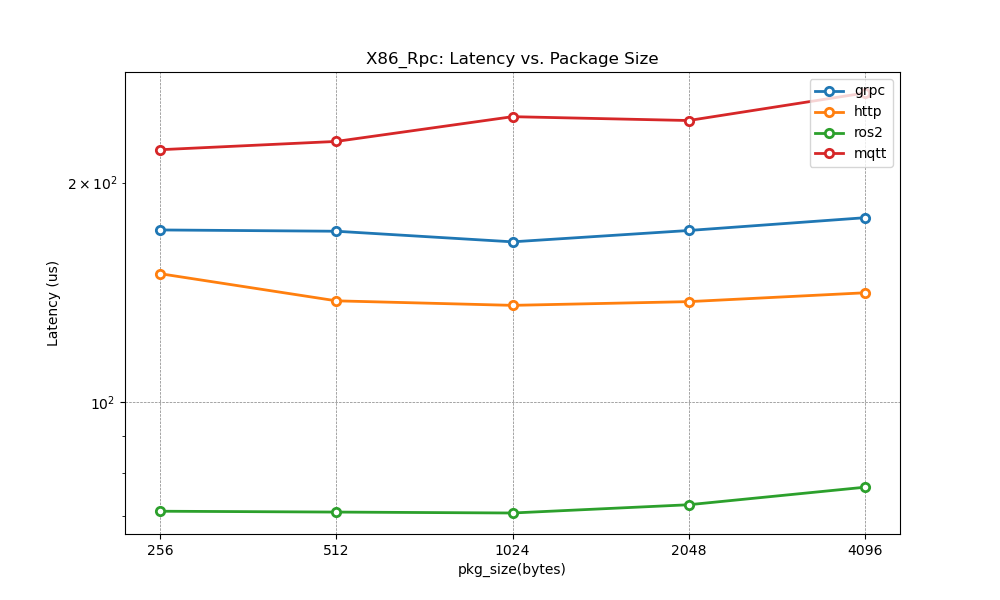 X86_Rpc: Latency vs. Package Size
grpc
http
ros2
mqtt
2 × 10²
10²
Latency (us)
256 512 1024 2048 4096
pkg_size(bytes)